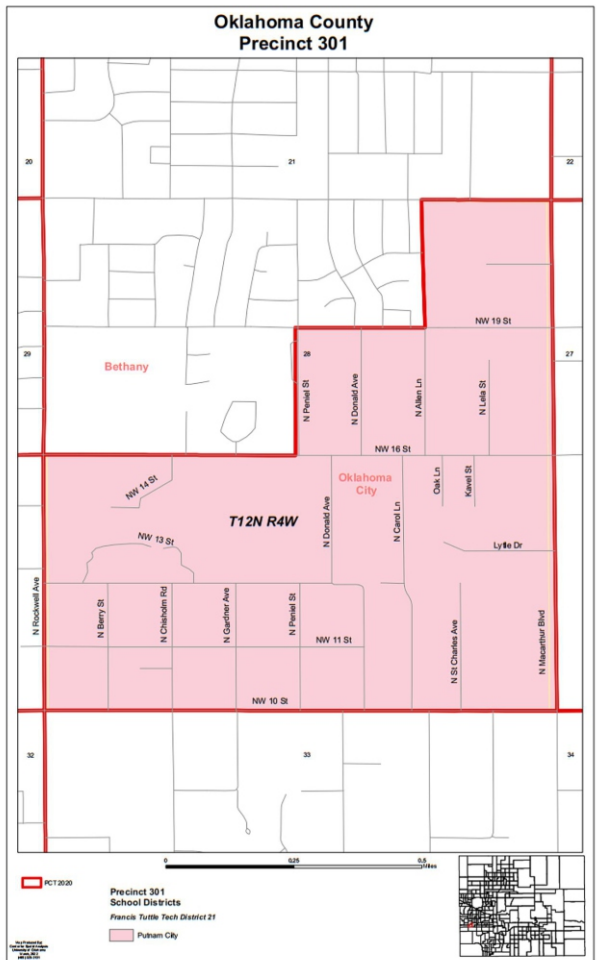 Oklahoma County
Precinct 301
20
21
22
NW 19 St
29
Bethany
28
27
N Peniel St
N Donald Ave
N Allen Ln
N Lela St
NW 16 St
NW 14 St
Oklahoma
City
Oak Ln
Kavel St
T12N R4W
N Donald Ave
N Carol Ln
NW 13 St
Lytle Dr
N Rockwell Ave
N Berry St
N Chisholm Rd
N Gardner Ave
N Peniel St
NW 11 St
N St Charles Ave
N Macarthur Blvd
NW 10 St
32
33
34
0
0.25
0.5
Miles
PCT2020
Precinct 301
School Districts
Francis Tuttle Tech District 21
Putnam City